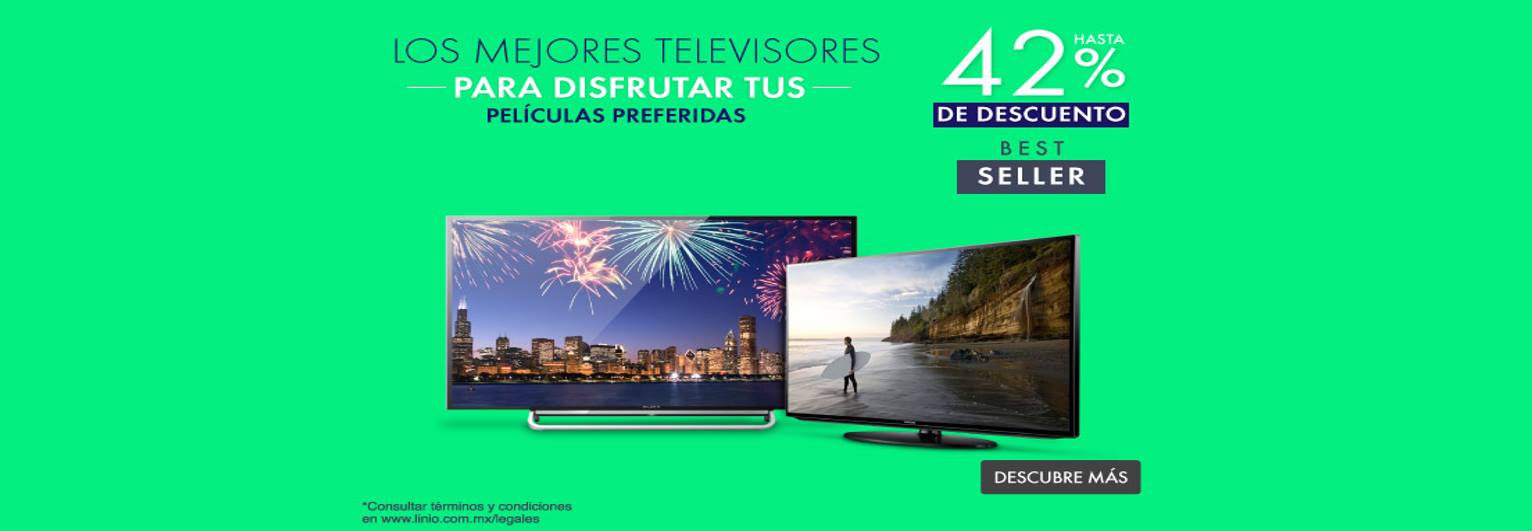 LOS MEJORES TELEVISORES
PARA DISFRUTAR TUS
PELÍCULAS PREFERIDAS
HASTA
42%
DE DESCUENTO
BEST
SELLER
DESCUBRE MÁS
*Consultar términos y condiciones
en www.linio.com.mx/legales